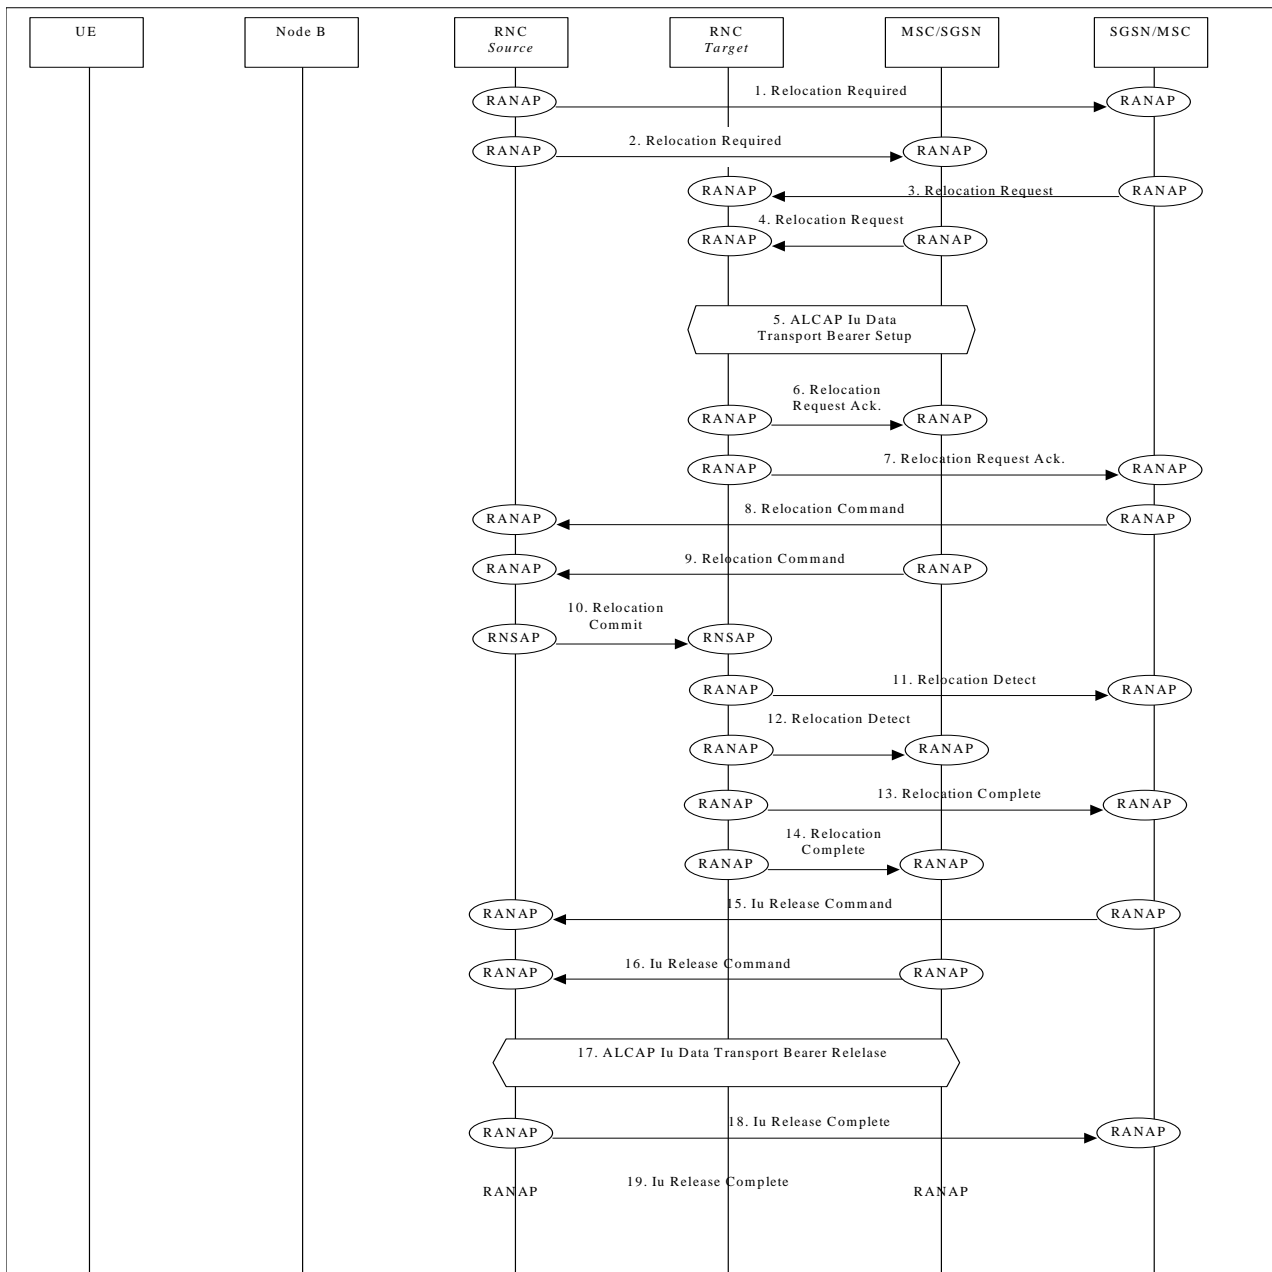 UE
Node B
RNC
Source
RNC
Target
MSC/SGSN
SGSN/MSC
RANAP
1. Relocation Required
RANAP
RANAP
2. Relocation Required
RANAP
RANAP
3. Relocation Request
RANAP
4. Relocation Request
RANAP
RANAP
5. ALCAP Iu Data
Transport Bearer Setup
6. Relocation
Request Ack.
RANAP
RANAP
RANAP
7. Relocation Request Ack.
RANAP
RANAP
8. Relocation Command
RANAP
RANAP
9. Relocation Command
RANAP
10. Relocation
Commit
RNSAP
RNSAP
RANAP
11. Relocation Detect
RANAP
12. Relocation Detect
RANAP
RANAP
RANAP
13. Relocation Complete
RANAP
14. Relocation
Complete
RANAP
RANAP
RANAP
15. Iu Release Command
RANAP
RANAP
16. Iu Release Command
RANAP
17. ALCAP Iu Data Transport Bearer Relelase
RANAP
18. Iu Release Complete
RANAP
RANAP
19. Iu Release Complete
RANAP